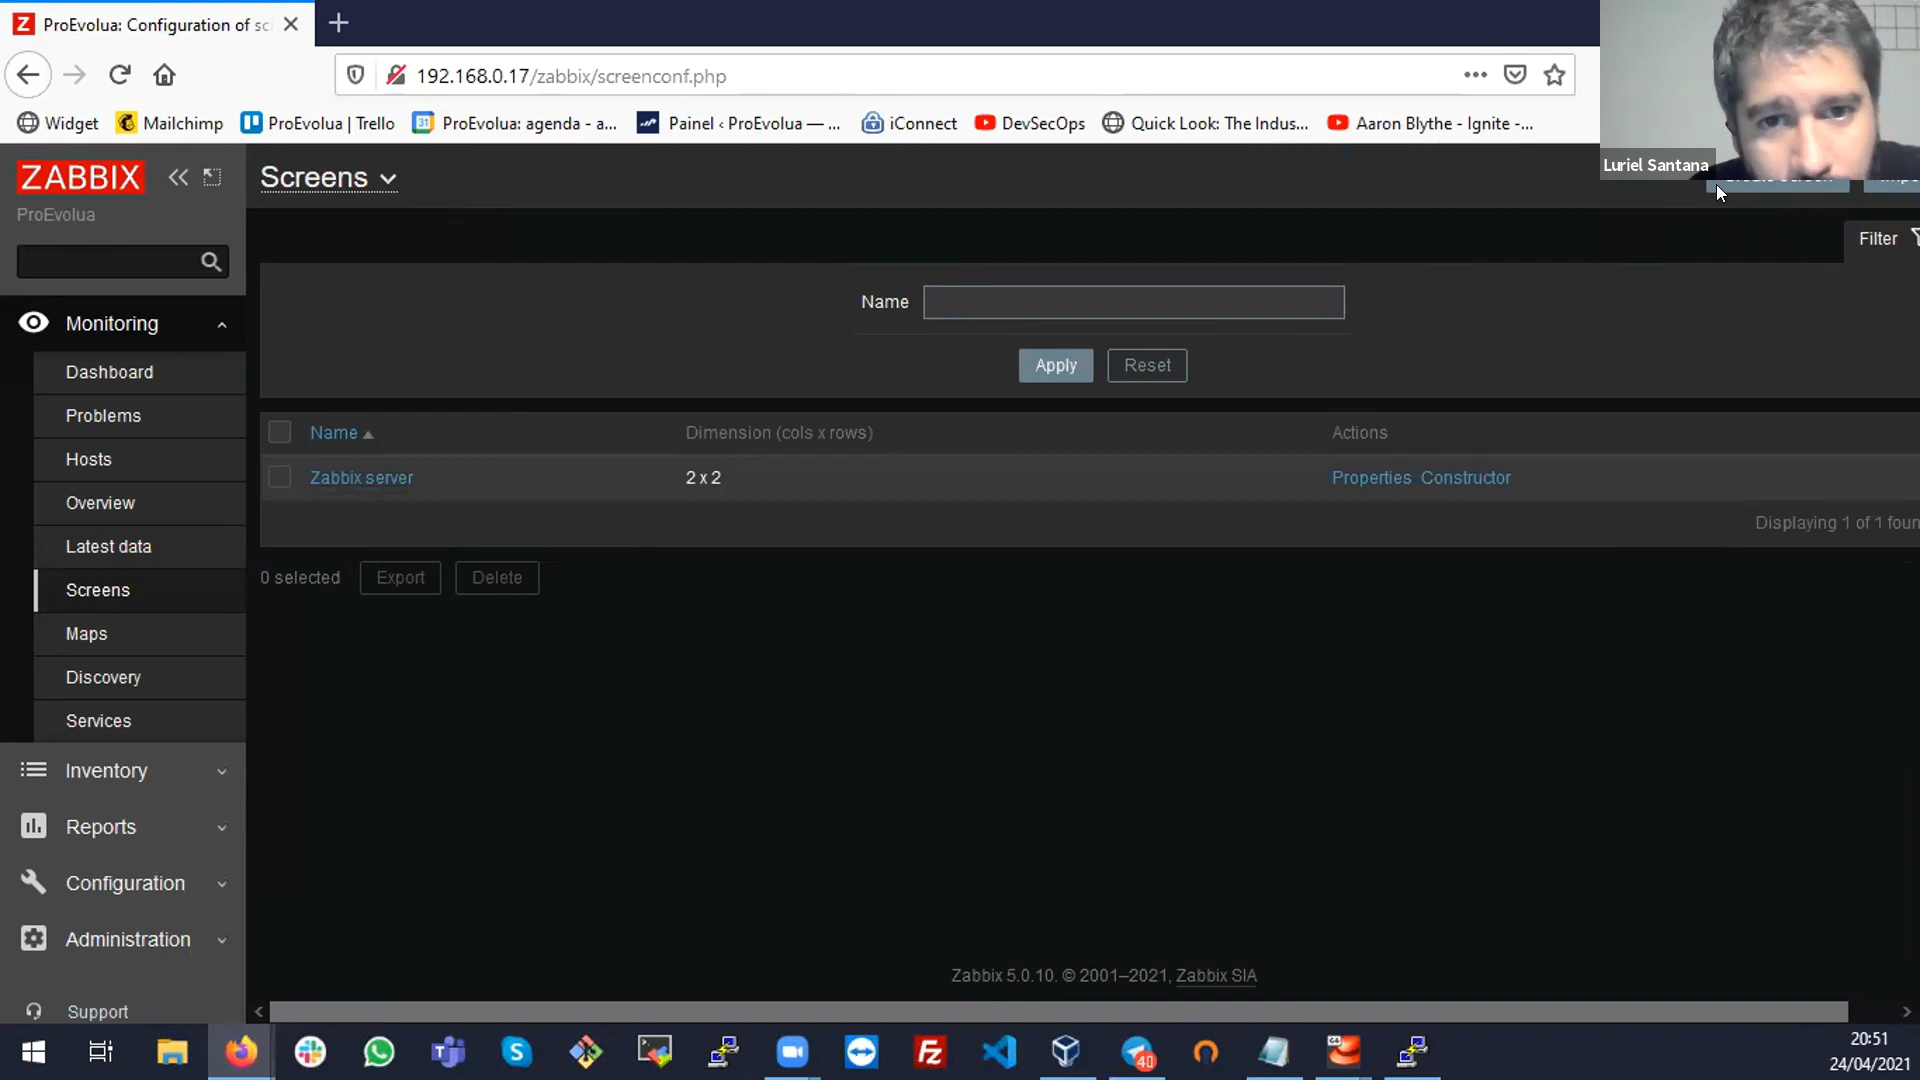 ProEvolua: Configuration of sc
192.168.0.17/zabbix/screenconf.php
Widget
Mailchimp
ProEvolua | Trello
31
ProEvolua: agenda - a...
Painel ‹ ProEvolua — ...
iConnect
DevSecOps
Quick Look: The Indus...
Aaron Blythe - Ignite -...
Luriel Santana
ZABBIX
ProEvolua
Screens
Filter
Name
Apply
Reset
Name
Dimension (cols x rows)
Actions
Zabbix server
2 x 2
Properties
Constructor
Displaying 1 of 1 foun
0 selected
Export
Delete
Monitoring
Dashboard
Problems
Hosts
Overview
Latest data
Screens
Maps
Discovery
Services
Inventory
Reports
Configuration
Administration
Support
Zabbix 5.0.10. © 2001–2021, Zabbix SIA
40
20:51
24/04/2021